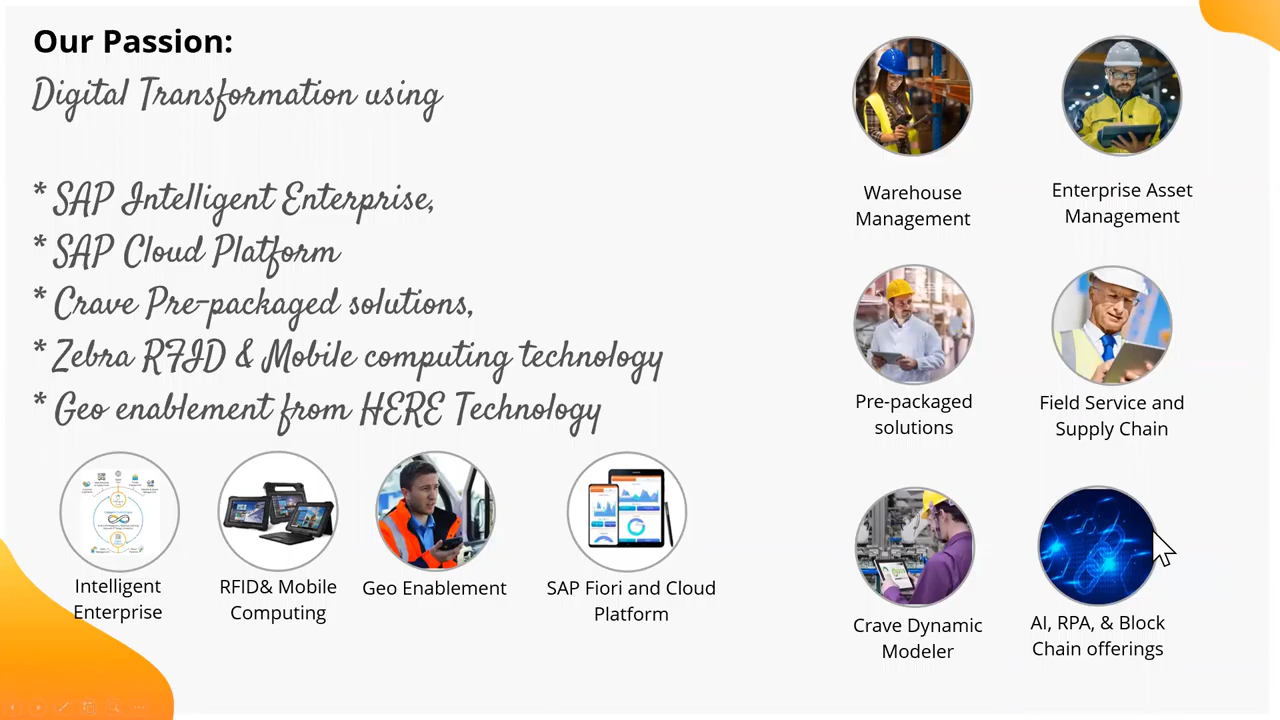 Our Passion:
Digital Transformation using
* SAP Intelligent Enterprise,
* SAP Cloud Platform
* Crave Pre-packaged solutions,
* Zebra RFID & Mobile computing technology
* Geo enablement from HERE Technology
Intelligent
Enterprise
RFID& Mobile
Computing
Geo Enablement
SAP Fiori and Cloud
Platform
Warehouse
Management
Enterprise Asset
Management
Pre-packaged
solutions
Field Service and
Supply Chain
Crave Dynamic
Modeler
AI, RPA, & Block
Chain offerings